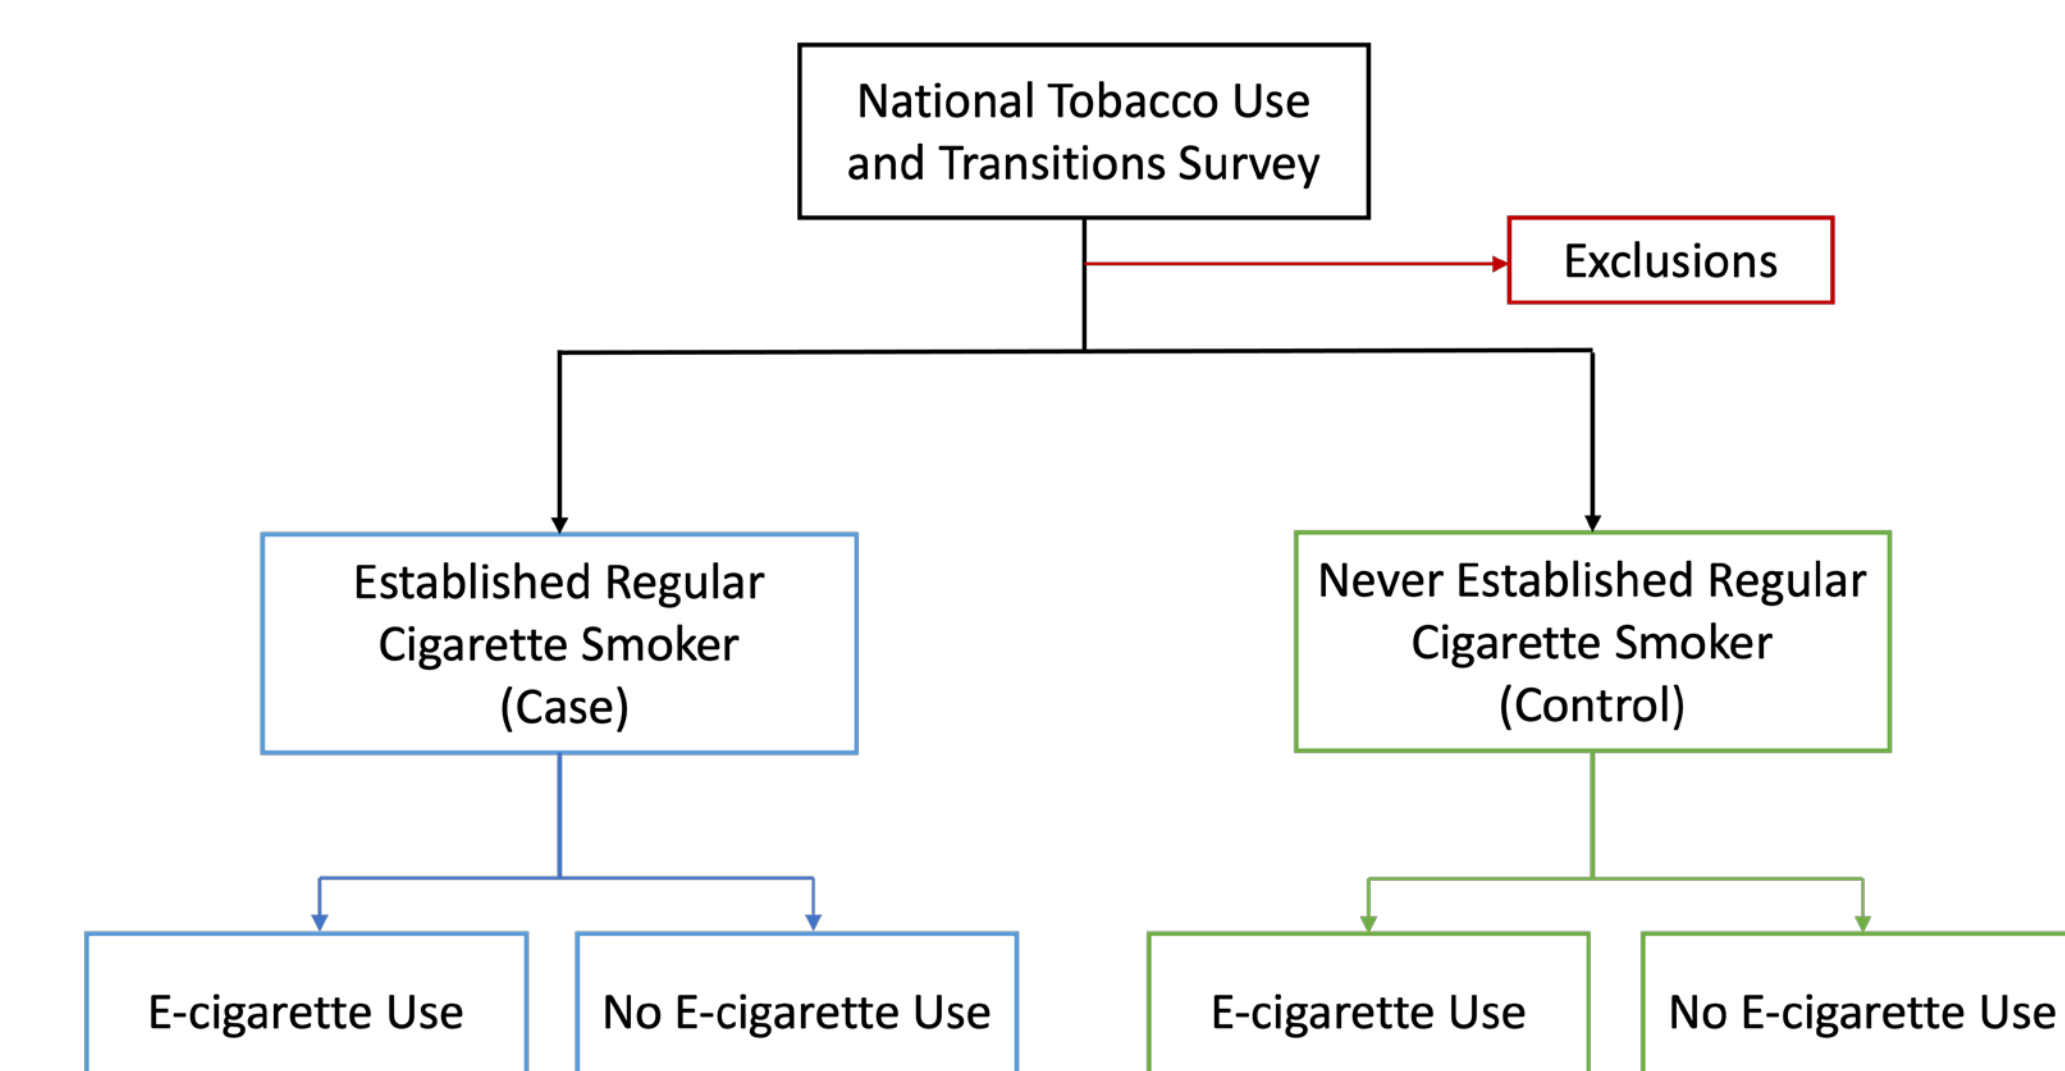 National Tobacco Use
and Transitions Survey
Exclusions
Established Regular
Cigarette Smoker
(Case)
Never Established Regular
Cigarette Smoker
(Control)
E-cigarette Use
No E-cigarette Use
E-cigarette Use
No E-cigarette Use